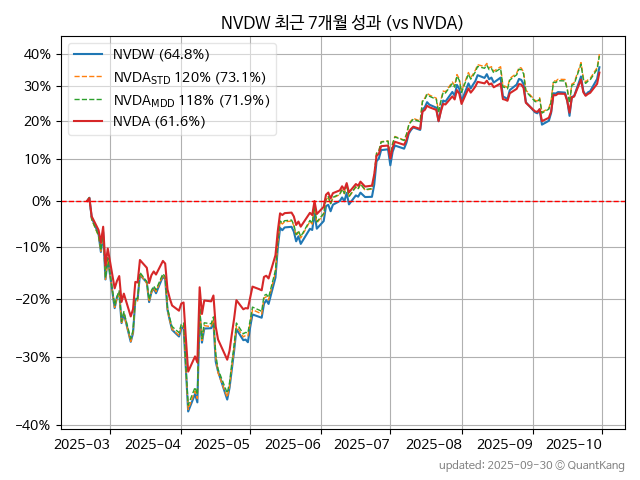 NVDW 최근 7개월 성과 (vs NVDA)
NVDW (64.8%)
NVDA_STD 120% (73.1%)
NVDA_MDD 118% (71.9%)
NVDA (61.6%)
40%
30%
20%
10%
0%
−10%
−20%
−30%
−40%
2025-03 2025-04 2025-05 2025-06 2025-07 2025-08 2025-09 2025-10
updated: 2025-09-30 © QuantKang